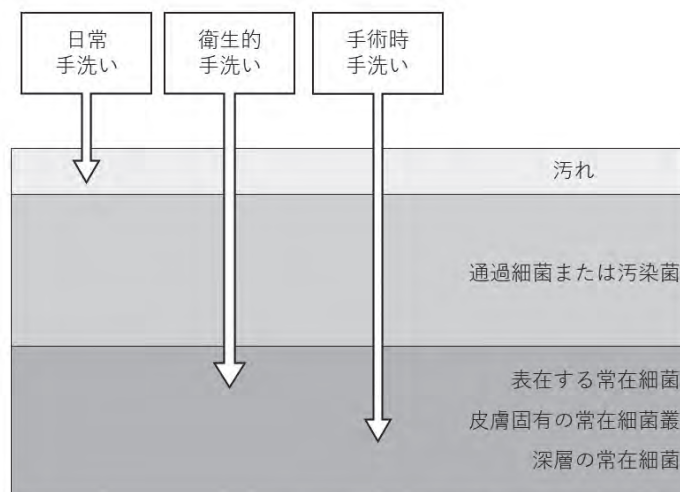 日常
手洗い
衛生的
手洗い
手術時
手洗い
汚れ
通過細菌または汚染菌
表在する常在細菌
皮膚固有の常在細菌叢
深層の常在細菌